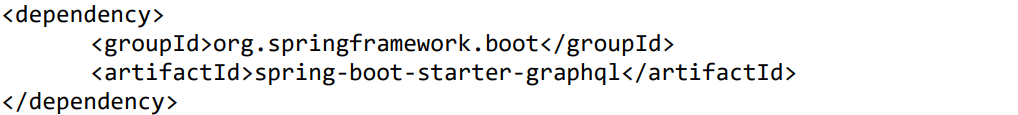 <dependency>
<groupId>org.springframework.boot</groupId>
<artifactId>spring-boot-starter-graphql</artifactId>
</dependency>